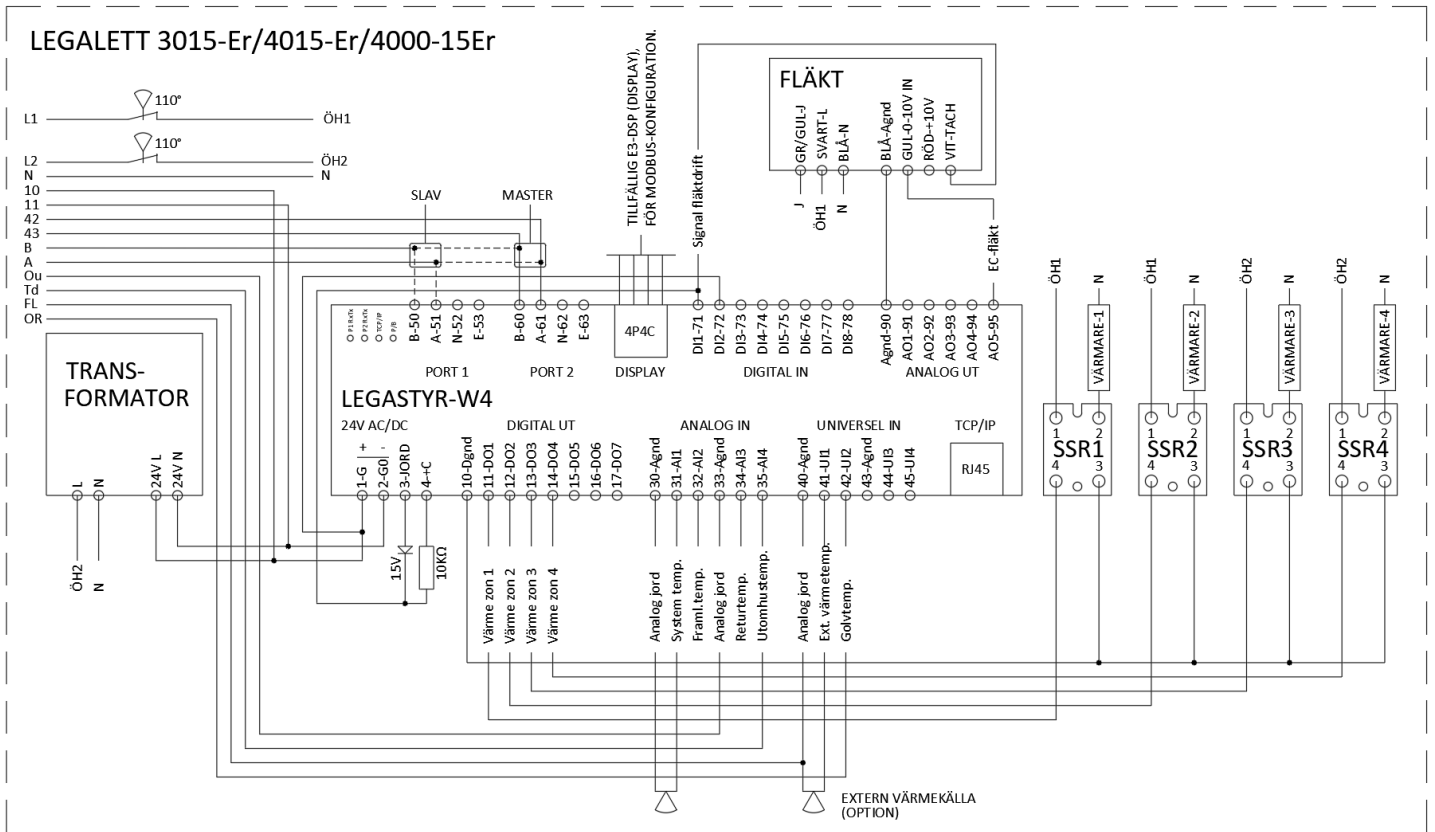 LEGALETT 3015-Er/4015-Er/4000-15Er
L1
110°
ÖH1
L2
110°
ÖH2
N
N
10
11
42
43
B
A
Ou
Td
FL
OR
SLAV
MASTER
TILLFÄLLIG E3-DSP (DISPLAY),
FÖR MODBUS-KONFIGURATION.
Signal fläktdrift
FLÄKT
GR/GUL-J
SVART-L
BLÅ-N
BLÅ-Agnd
GUL-0-10V IN
RÖD-+10V
VIT-TACH
J
ÖH1
N
EC-fläkt
TRANS-
FORMATOR
L
N
24V L
24V N
ÖH2
N
P1 RxTx
P2 RxTx
TCP/IP
P/B
B-50
A-51
N-52
E-53
B-60
A-61
N-62
E-63
4P4C
DI1-71
DI2-72
DI3-73
DI4-74
DI5-75
DI6-76
DI7-77
DI8-78
Agnd-90
AO1-91
AO2-92
AO3-93
AO4-94
AO5-95
PORT 1
PORT 2
DISPLAY
DIGITAL IN
ANALOG UT
LEGASTYR-W4
24V AC/DC
DIGITAL UT
ANALOG IN
UNIVERSEL IN
TCP/IP
+
-
1-G
2-G0
3-JORD
4-+C
10-Dgnd
11-DO1
12-DO2
13-DO3
14-DO4
15-DO5
16-DO6
17-DO7
30-Agnd
31-AI1
32-AI2
33-Agnd
34-AI3
35-AI4
40-Agnd
41-UI1
42-UI2
43-Agnd
44-UI3
45-UI4
RJ45
15V
10KΩ
Värme zon 1
Värme zon 2
Värme zon 3
Värme zon 4
Analog jord
System temp.
Framl.temp.
Analog jord
Returtemp.
Utomhustemp.
Analog jord
Ext. värmetemp.
Golvtemp.
EXTERN VÄRMEKÄLLA
(OPTION)
ÖH1
N
VÄRMARE-1
1
2
SSR1
4
3
ÖH1
N
VÄRMARE-2
1
2
SSR2
4
3
ÖH2
N
VÄRMARE-3
1
2
SSR3
4
3
ÖH2
N
VÄRMARE-4
1
2
SSR4
4
3